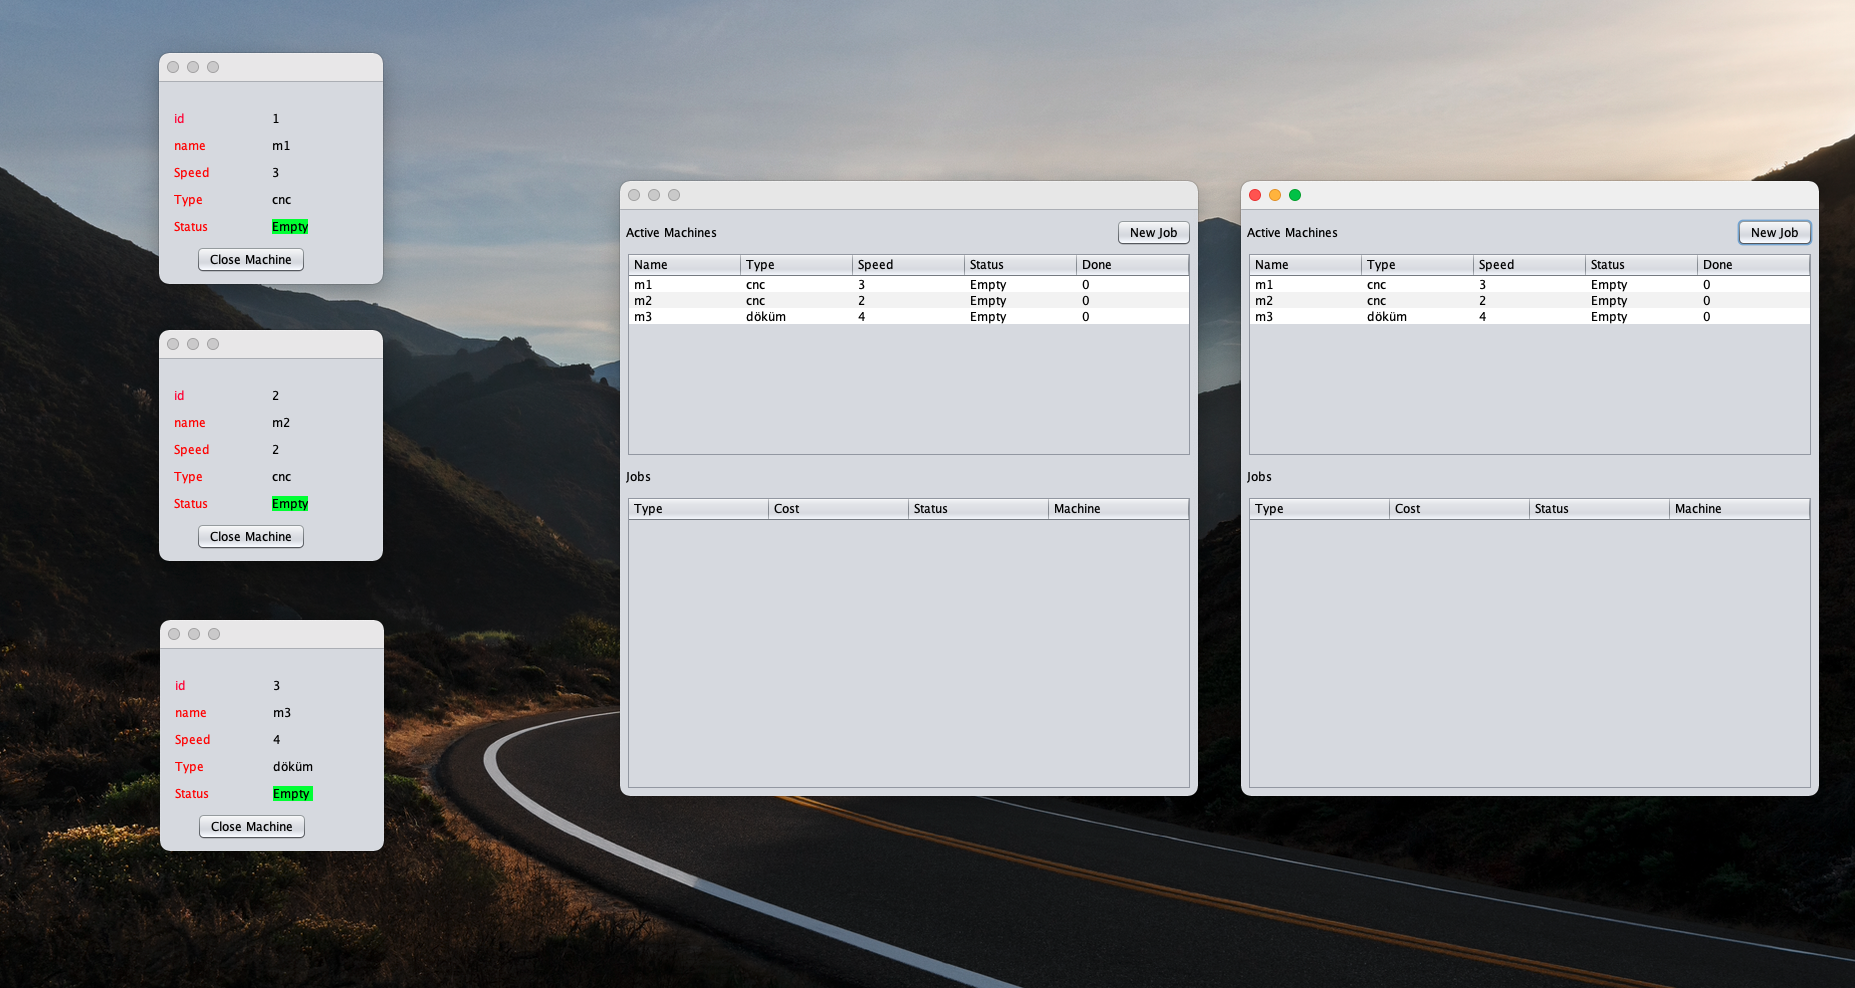 id 1
name m1
Speed 3
Type cnc
Status Empty
Close Machine
id 2
name m2
Speed 2
Type cnc
Status Empty
Close Machine
id 3
name m3
Speed 4
Type döküm
Status Empty
Close Machine
Active Machines New Job
Name Type Speed Status Done
m1 cnc 3 Empty 0
m2 cnc 2 Empty 0
m3 döküm 4 Empty 0
Jobs
Type Cost Status Machine
Active Machines New Job
Name Type Speed Status Done
m1 cnc 3 Empty 0
m2 cnc 2 Empty 0
m3 döküm 4 Empty 0
Jobs
Type Cost Status Machine